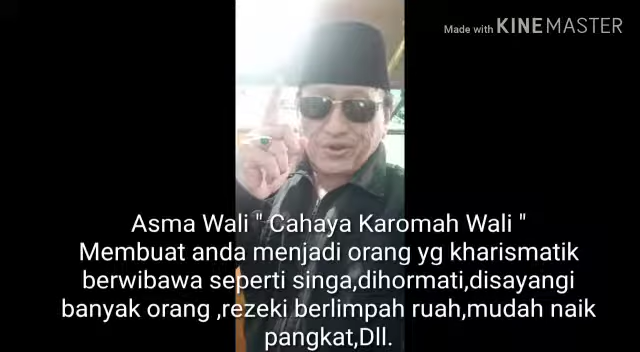 Made with KINEMASTER
Asma Wali " Cahaya Karomah Wali "
Membuat anda menjadi orang yg kharismatik
berwibawa seperti singa,dihormati,disayangi
banyak orang ,rezeki berlimpah ruah,mudah naik
pangkat,Dll.